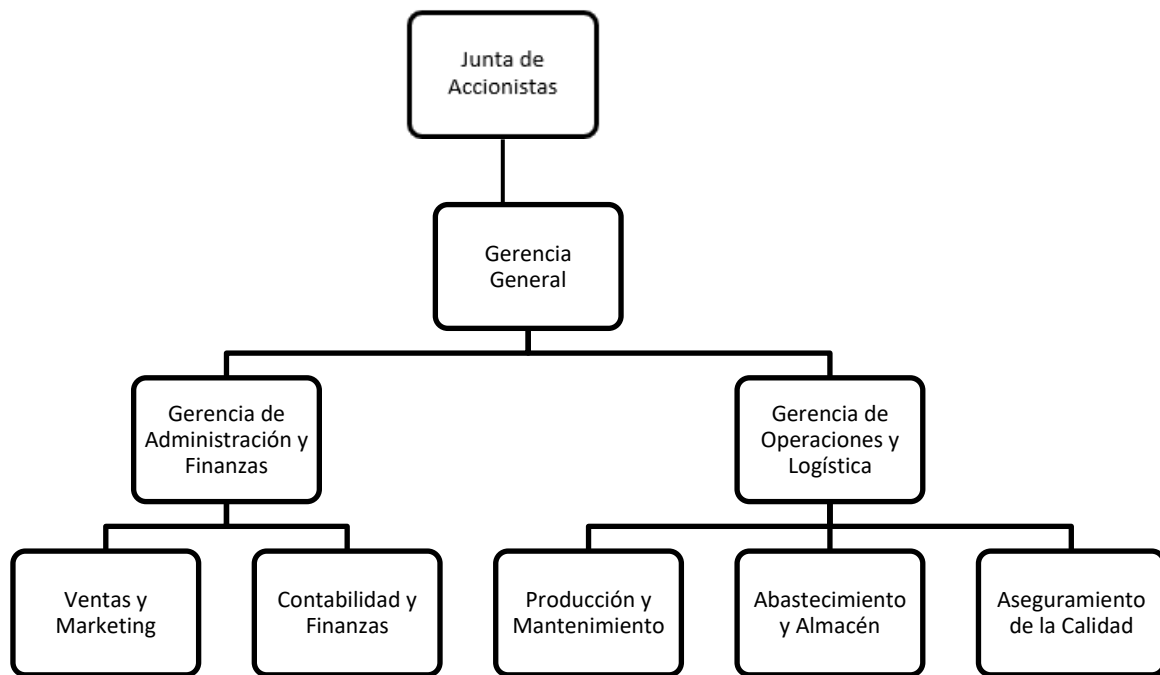 Junta de
Accionistas
Gerencia
General
Gerencia de
Administración y
Finanzas
Gerencia de
Operaciones y
Logística
Ventas y
Marketing
Contabilidad y
Finanzas
Producción y
Mantenimiento
Abastecimiento
y Almacén
Aseguramiento
de la Calidad